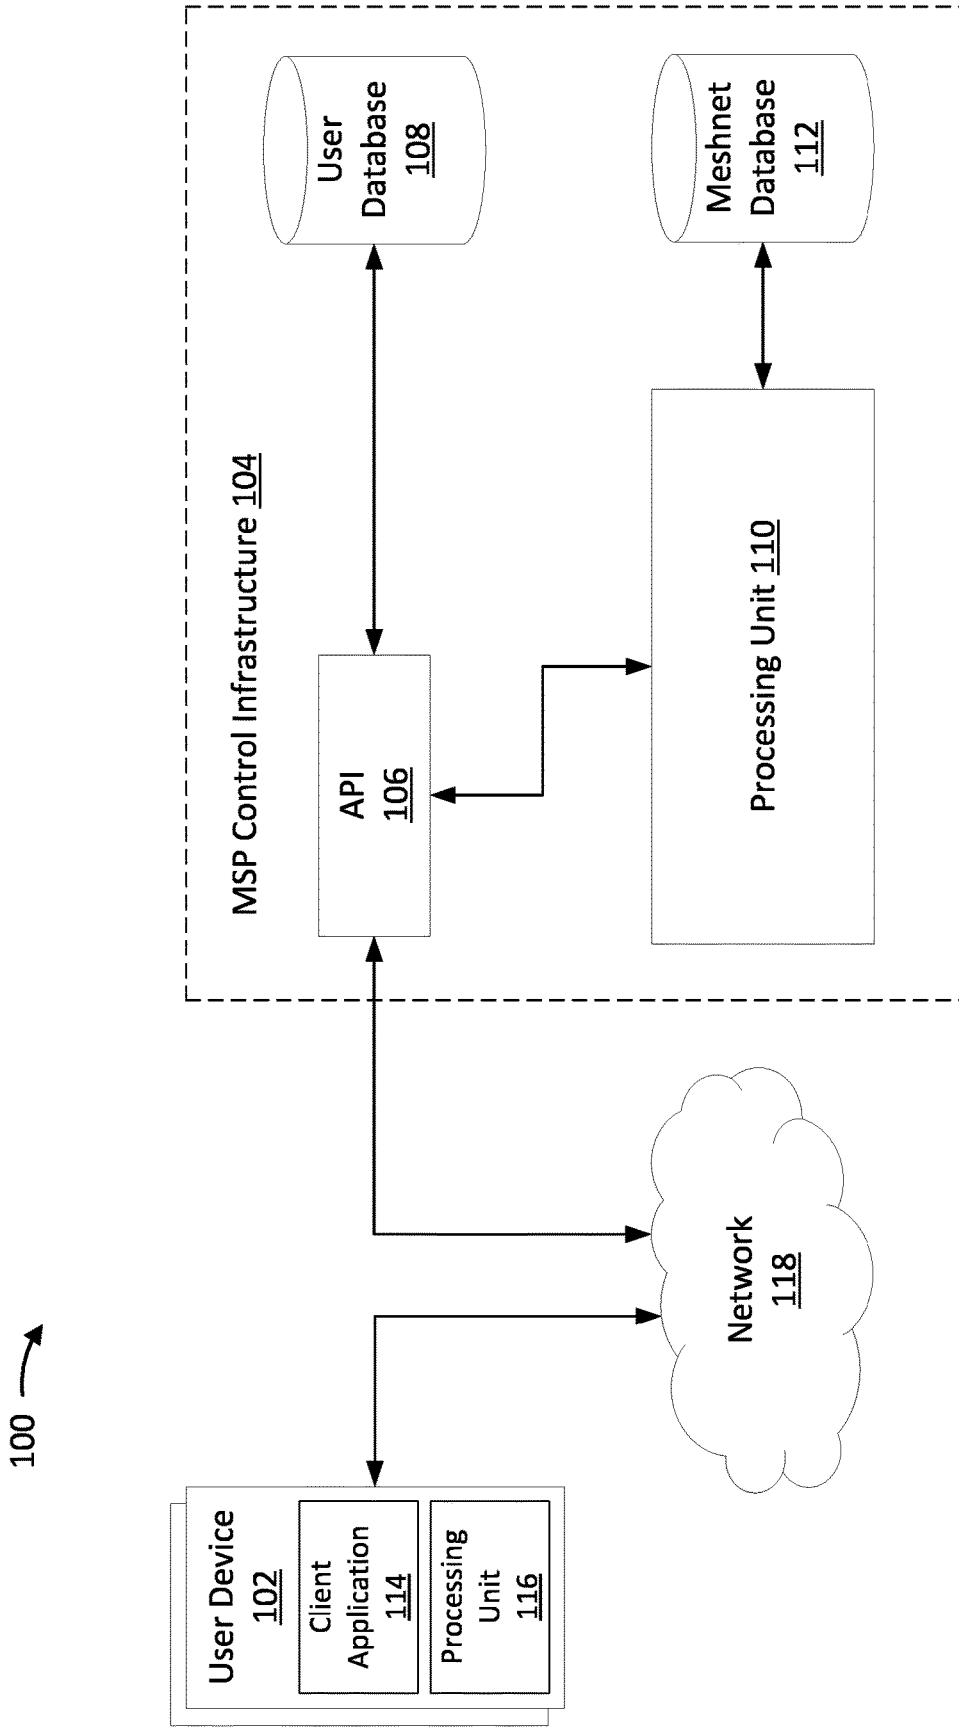 100
User Device
102
Client
Application
114
Processing
Unit
116
Network
118
MSP Control Infrastructure 104
API
106
User
Database
108
Processing Unit 110
Meshnet
Database
112